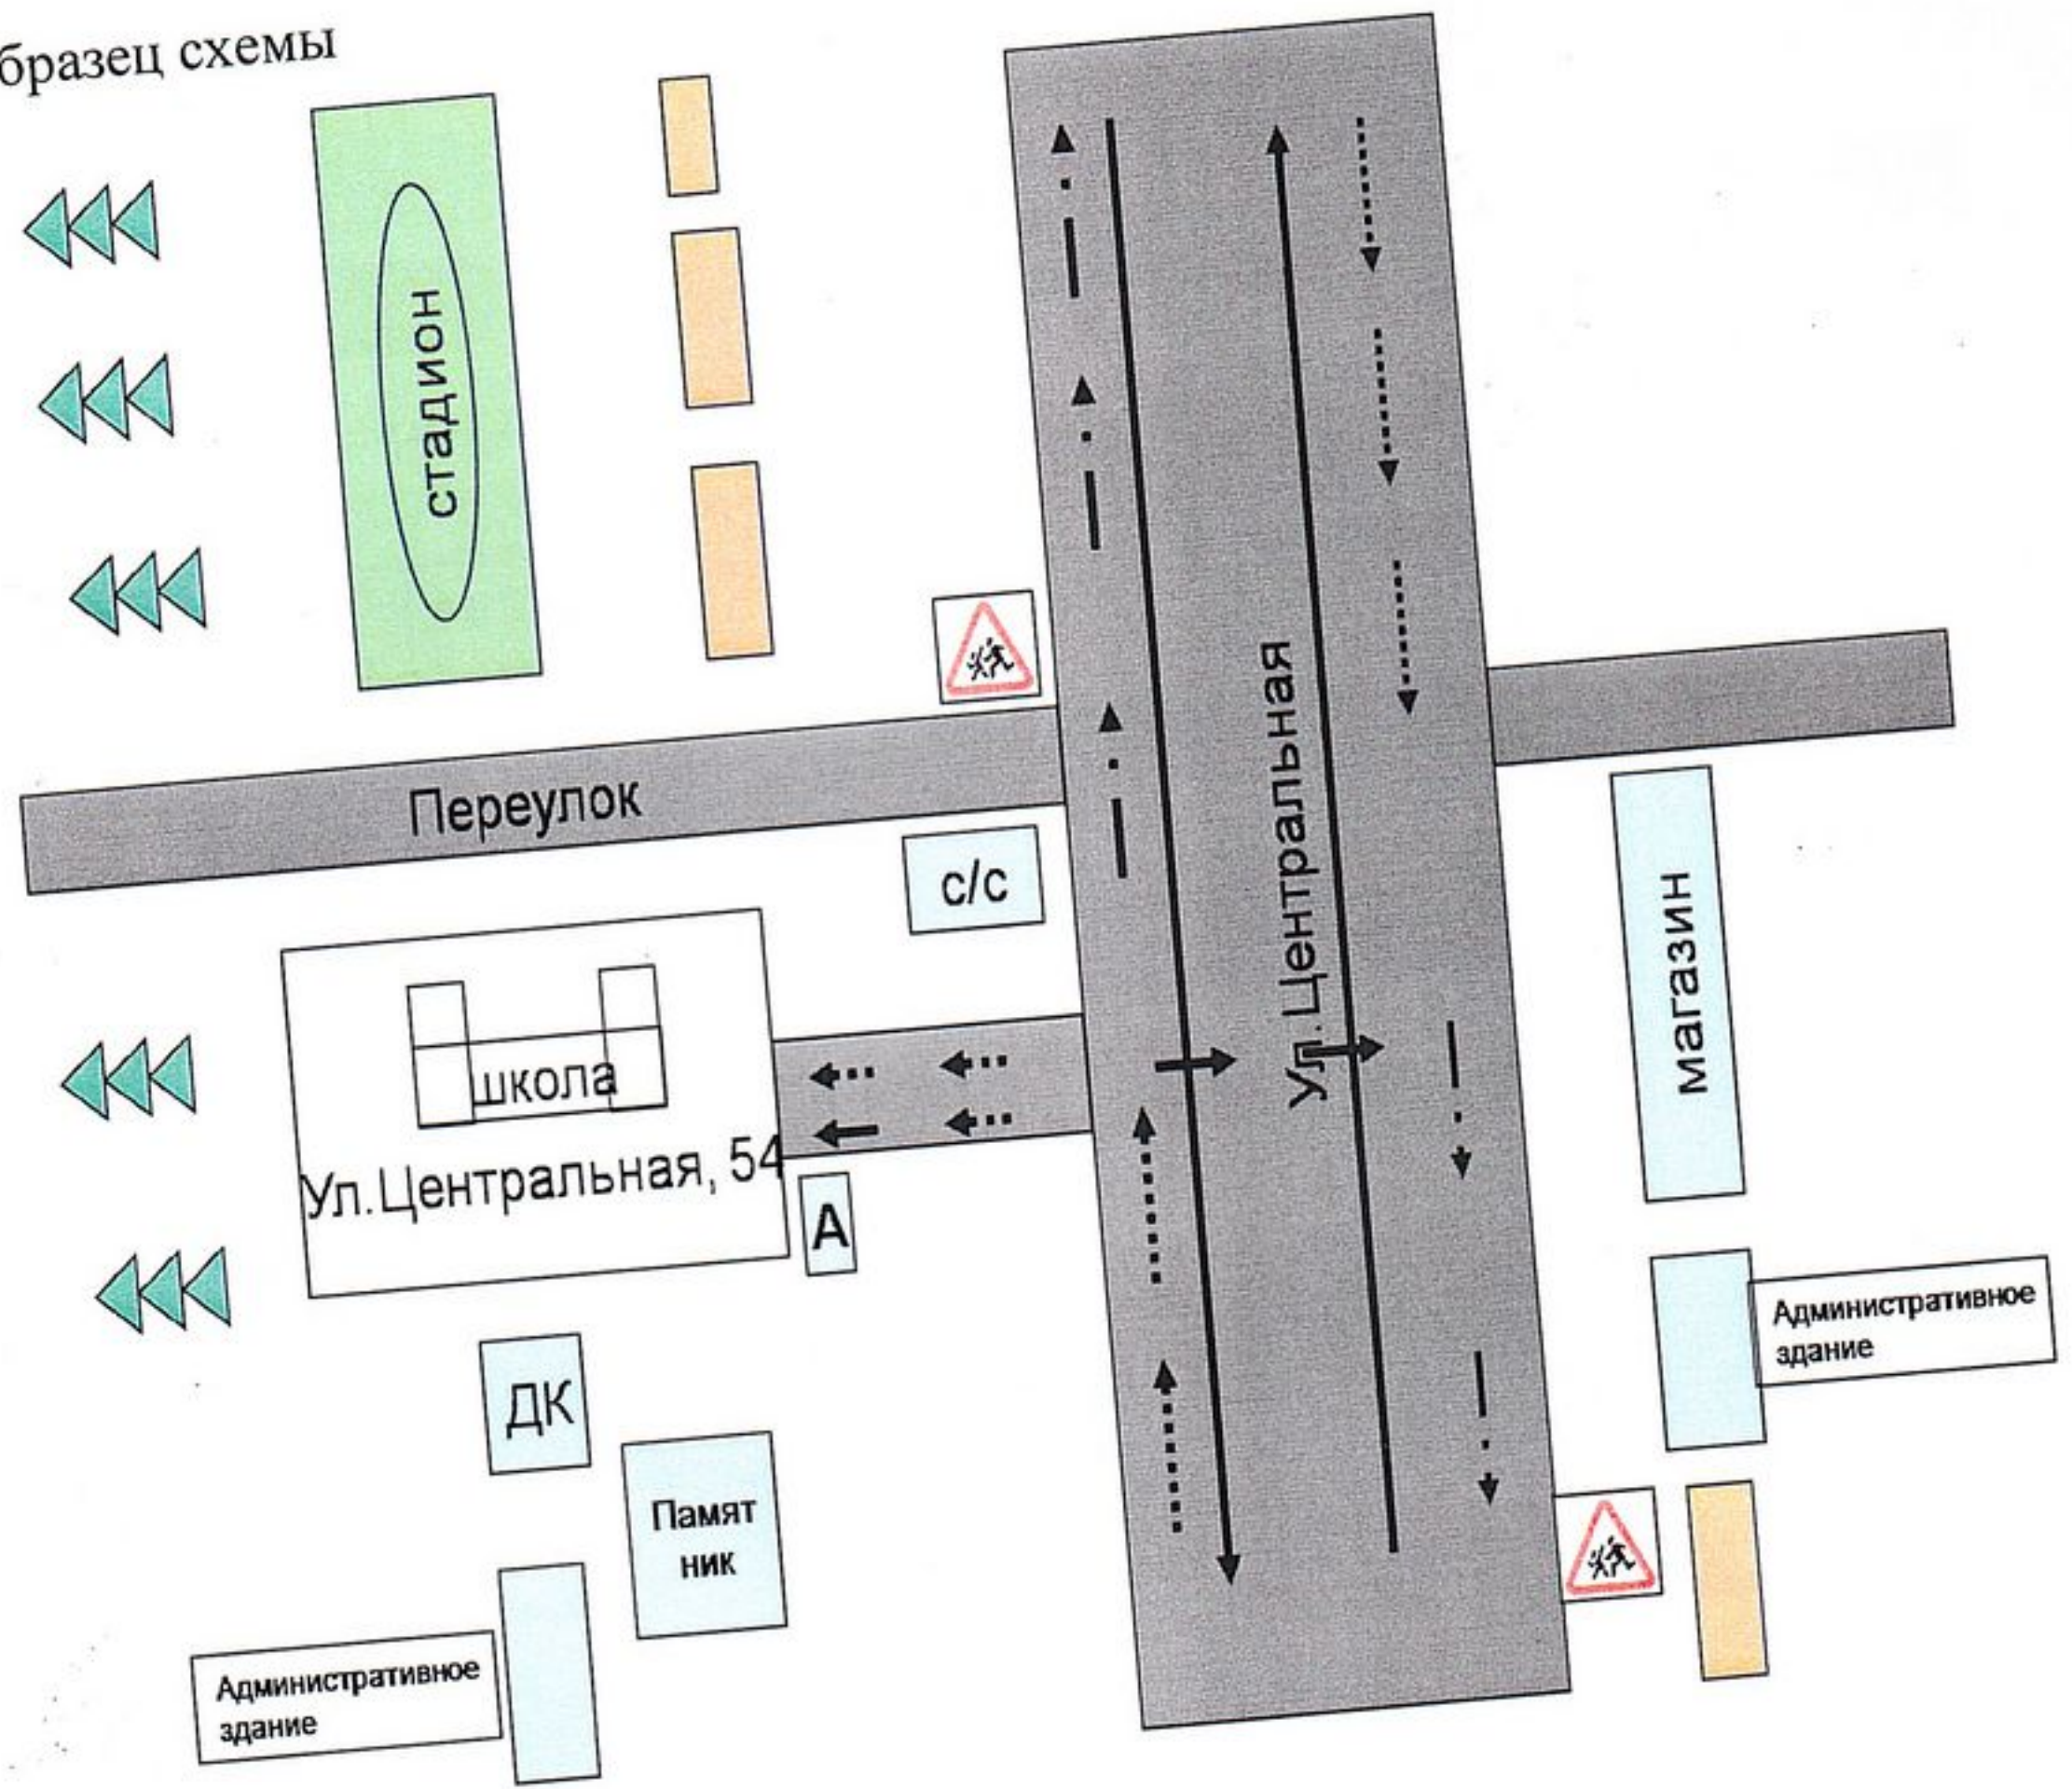 бразец схемы
стадион
Переулок
Ул.Центральная
с/с
магазин
школа
Ул.Центральная, 54
А
Административное
здание
ДК
Памят
ник
Административное
здание